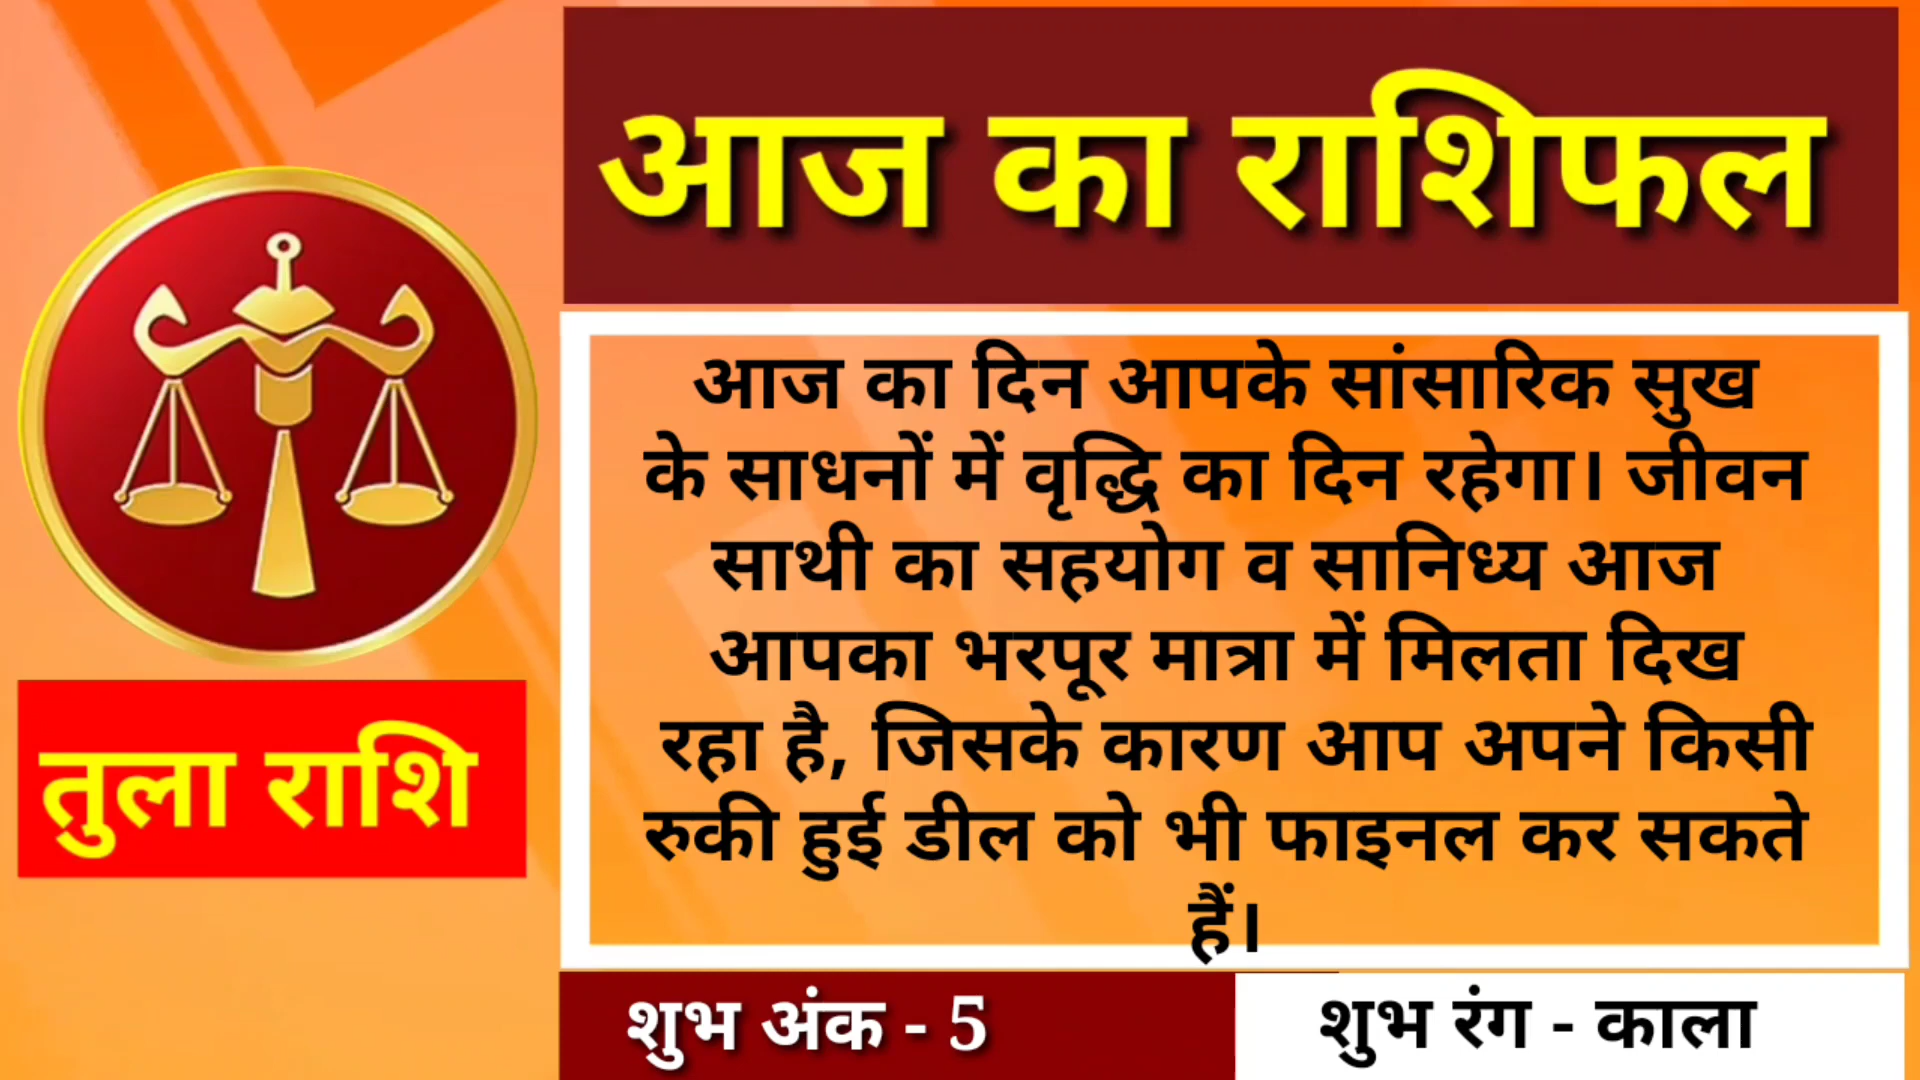 आज का राशिफल
तुला राशि
आज का दिन आपके सांसारिक सुख
के साधनों में वृद्धि का दिन रहेगा। जीवन
साथी का सहयोग व सानिध्य आज
आपका भरपूर मात्रा में मिलता दिख
रहा है, जिसके कारण आप अपने किसी
रुकी हुई डील को भी फाइनल कर सकते
हैं।
शुभ अंक - 5
शुभ रंग - काला